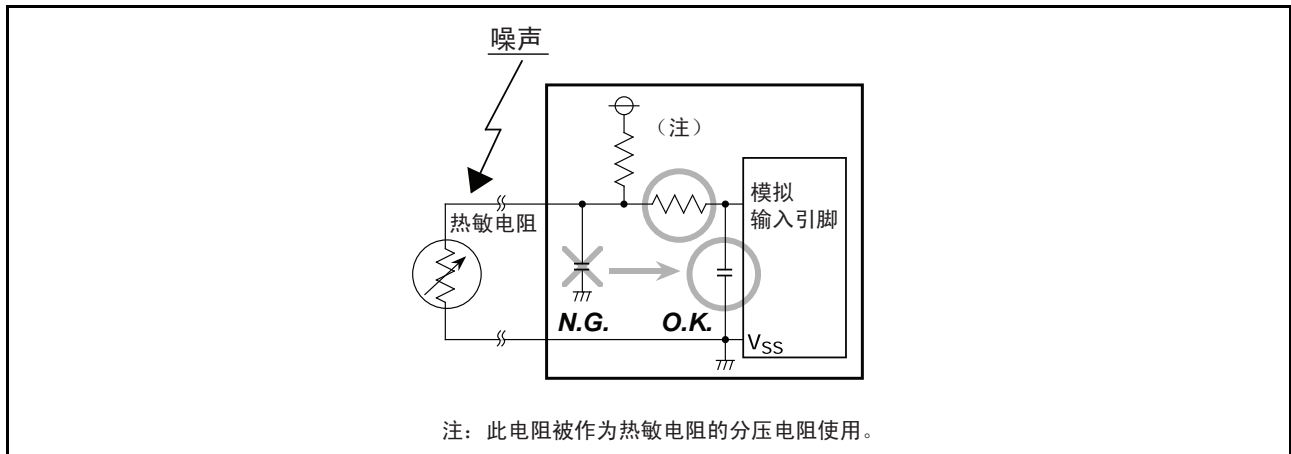 噪声
（注）
模拟
输入引脚
热敏电阻
N.G.
O.K.
VSS
注：此电阻被作为热敏电阻的分压电阻使用。